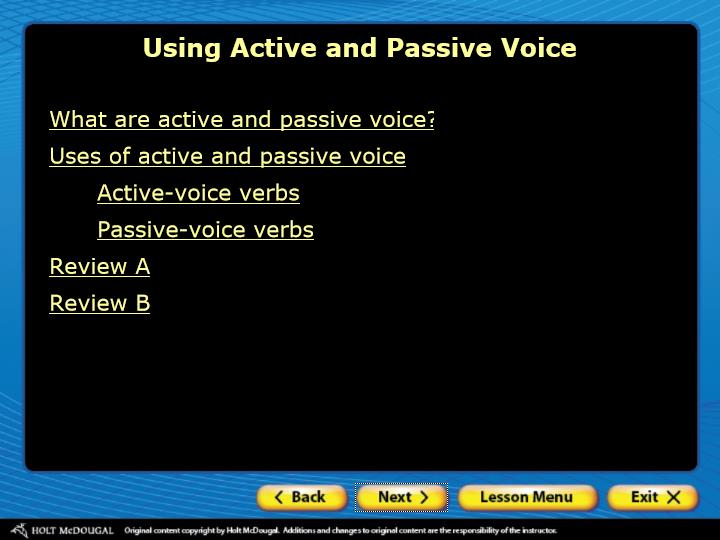 Using Active and Passive Voice
What are active and passive voice?
Uses of active and passive voice
Active-voice verbs
Passive-voice verbs
Review A
Review B
Back
Next
Lesson Menu
Exit
HOLT McDOUGAL
Original content copyright by Holt McDougal. Additions and changes to original content are the responsibility of the instructor.